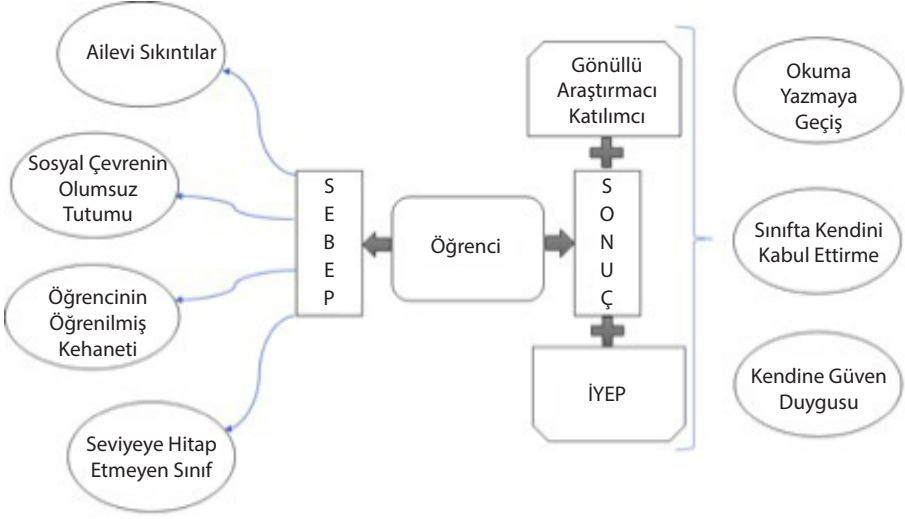 Ailevi Sıkıntılar
Sosyal Çevrenin
Olumsuz
Tutumu
Öğrencinin
Öğrenilmiş
Kehaneti
Seviyeye Hitap
Etmeyen Sınıf
S
E
B
E
P
Öğrenci
Gönüllü
Araştırmacı
Katılımcı
S
O
N
U
Ç
İYEP
Okuma
Yazmaya
Geçiş
Sınıfta Kendini
Kabul Ettirme
Kendine Güven
Duygusu